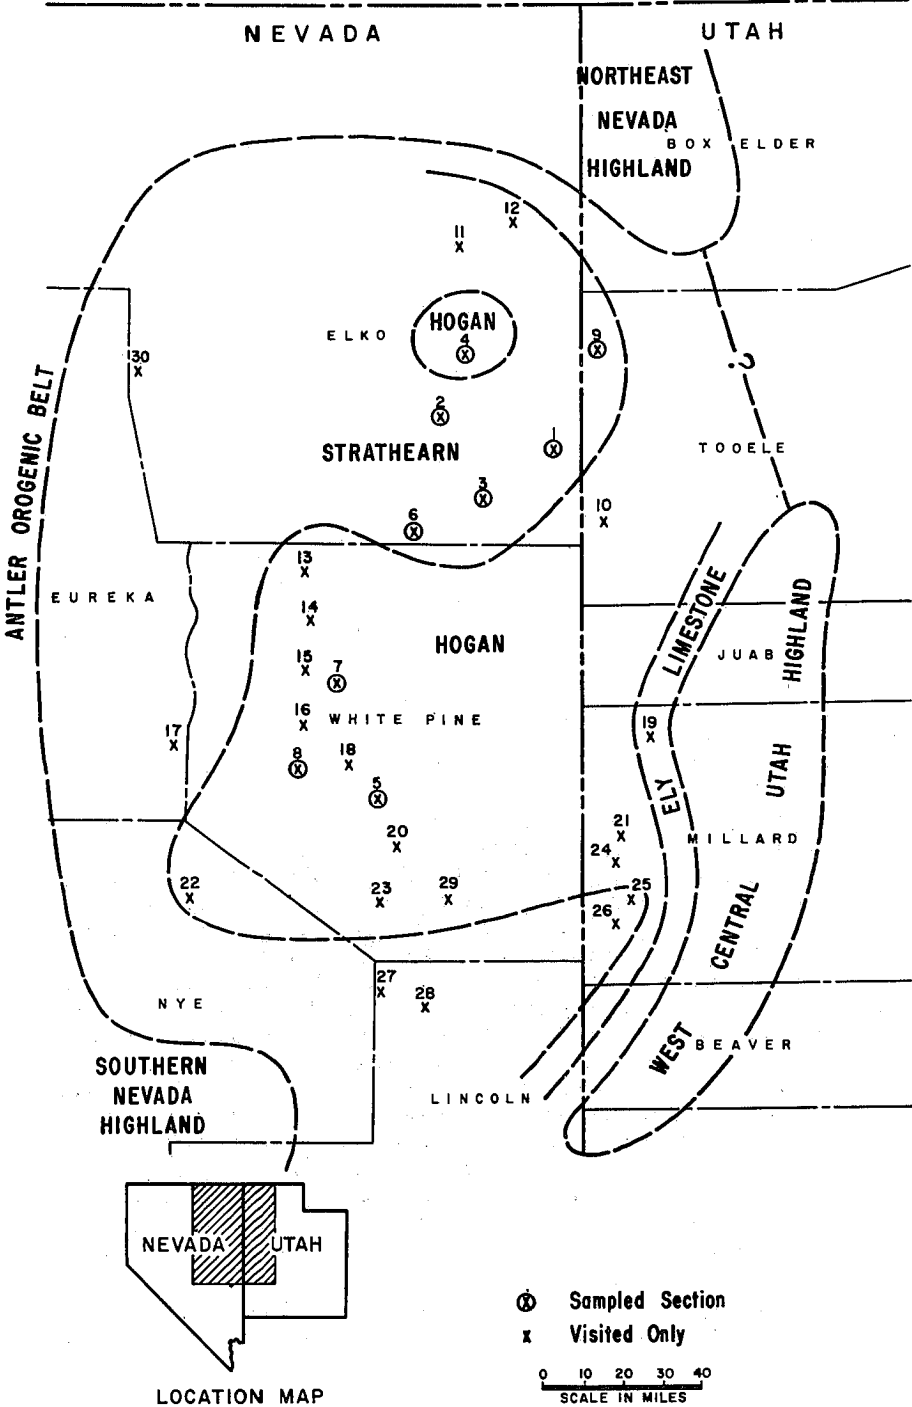 NEVADA
UTAH
NORTHEAST
NEVADA
HIGHLAND
BOX ELDER
12
11
HOGAN
4
ELKO
9
30
?
2
ANTLER OROGENIC BELT
1
STRATHEARN
TOOELE
3
10
6
13
EUREKA
14
LIMESTONE
HIGHLAND
HOGAN
15
7
JUAB
16
WHITE PINE
17
19
18
8
UTAH
5
ELY
20
21
MILLARD
24
22
23
29
25
26
CENTRAL
27
28
NYE
WEST
BEAVER
SOUTHERN
NEVADA
HIGHLAND
LINCOLN
NEVADA
UTAH
Sampled Section
x Visited Only
0 10 20 30 40
SCALE IN MILES
LOCATION MAP